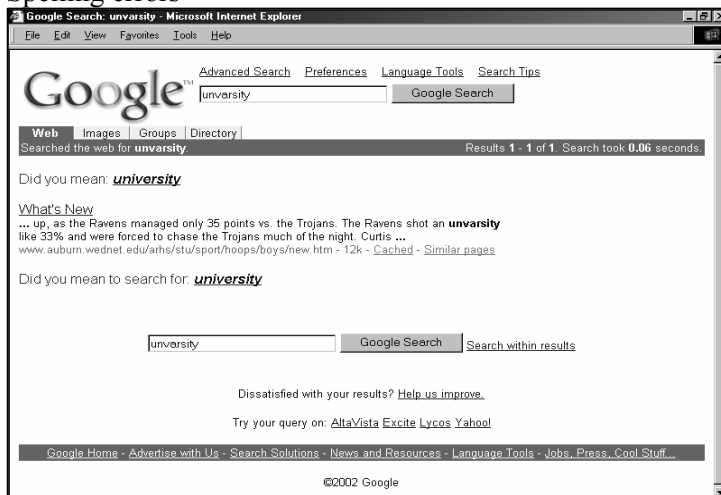 Spelling errors
Google Search: unvarsity - Microsoft Internet Explorer
File Edit View Favorites Tools Help
Google™
Advanced Search Preferences Language Tools Search Tips
unvarsity Google Search
Web Images Groups Directory
Searched the web for unvarsity. Results 1 - 1 of 1. Search took 0.06 seconds.
Did you mean: university
What's New
... up, as the Ravens managed only 35 points vs. the Trojans. The Ravens shot an unvarsity
like 33% and were forced to chase the Trojans much of the night. Curtis ...
www.auburn.wednet.edu/arhs/stu/sport/hoops/boys/new.htm - 12k - Cached - Similar pages
Did you mean to search for: university
unvarsity Google Search Search within results
Dissatisfied with your results? Help us improve.
Try your query on: AltaVista Excite Lycos Yahoo!
Google Home - Advertise with Us - Search Solutions - News and Resources - Language Tools - Jobs, Press, Cool Stuff...
©2002 Google